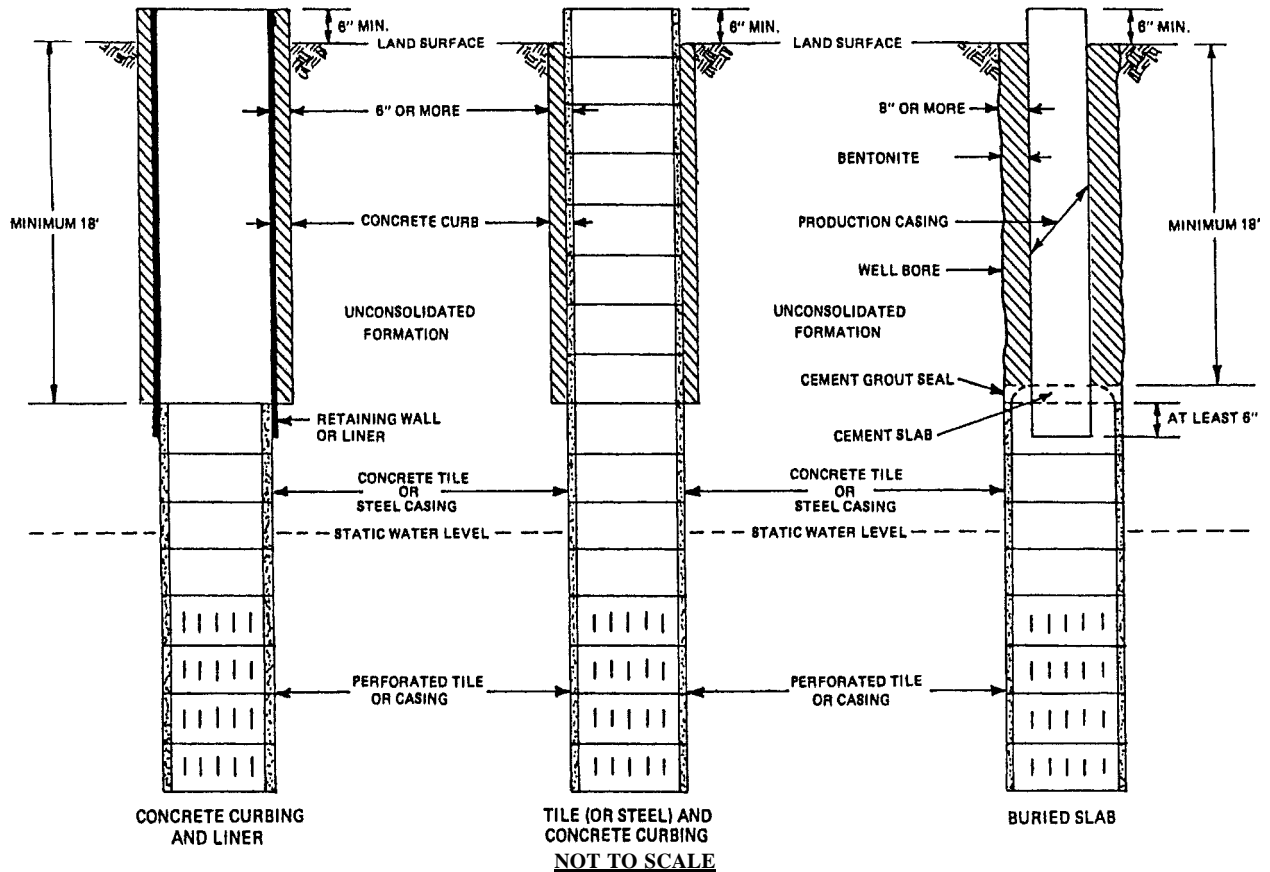 6" MIN.
6" MIN.
6" MIN.
LAND SURFACE
LAND SURFACE
6" OR MORE
8" OR MORE
BENTONITE
MINIMUM 18'
CONCRETE CURB
PRODUCTION CASING
MINIMUM 18'
WELL BORE
UNCONSOLIDATED
FORMATION
UNCONSOLIDATED
FORMATION
CEMENT GROUT SEAL
RETAINING WALL
OR LINER
CEMENT SLAB
AT LEAST 6"
CONCRETE TILE
OR
STEEL CASING
CONCRETE TILE
OR
STEEL CASING
STATIC WATER LEVEL
STATIC WATER LEVEL
PERFORATED TILE
OR CASING
PERFORATED TILE
OR CASING
CONCRETE CURBING
AND LINER
TILE (OR STEEL) AND
CONCRETE CURBING
BURIED SLAB
NOT TO SCALE